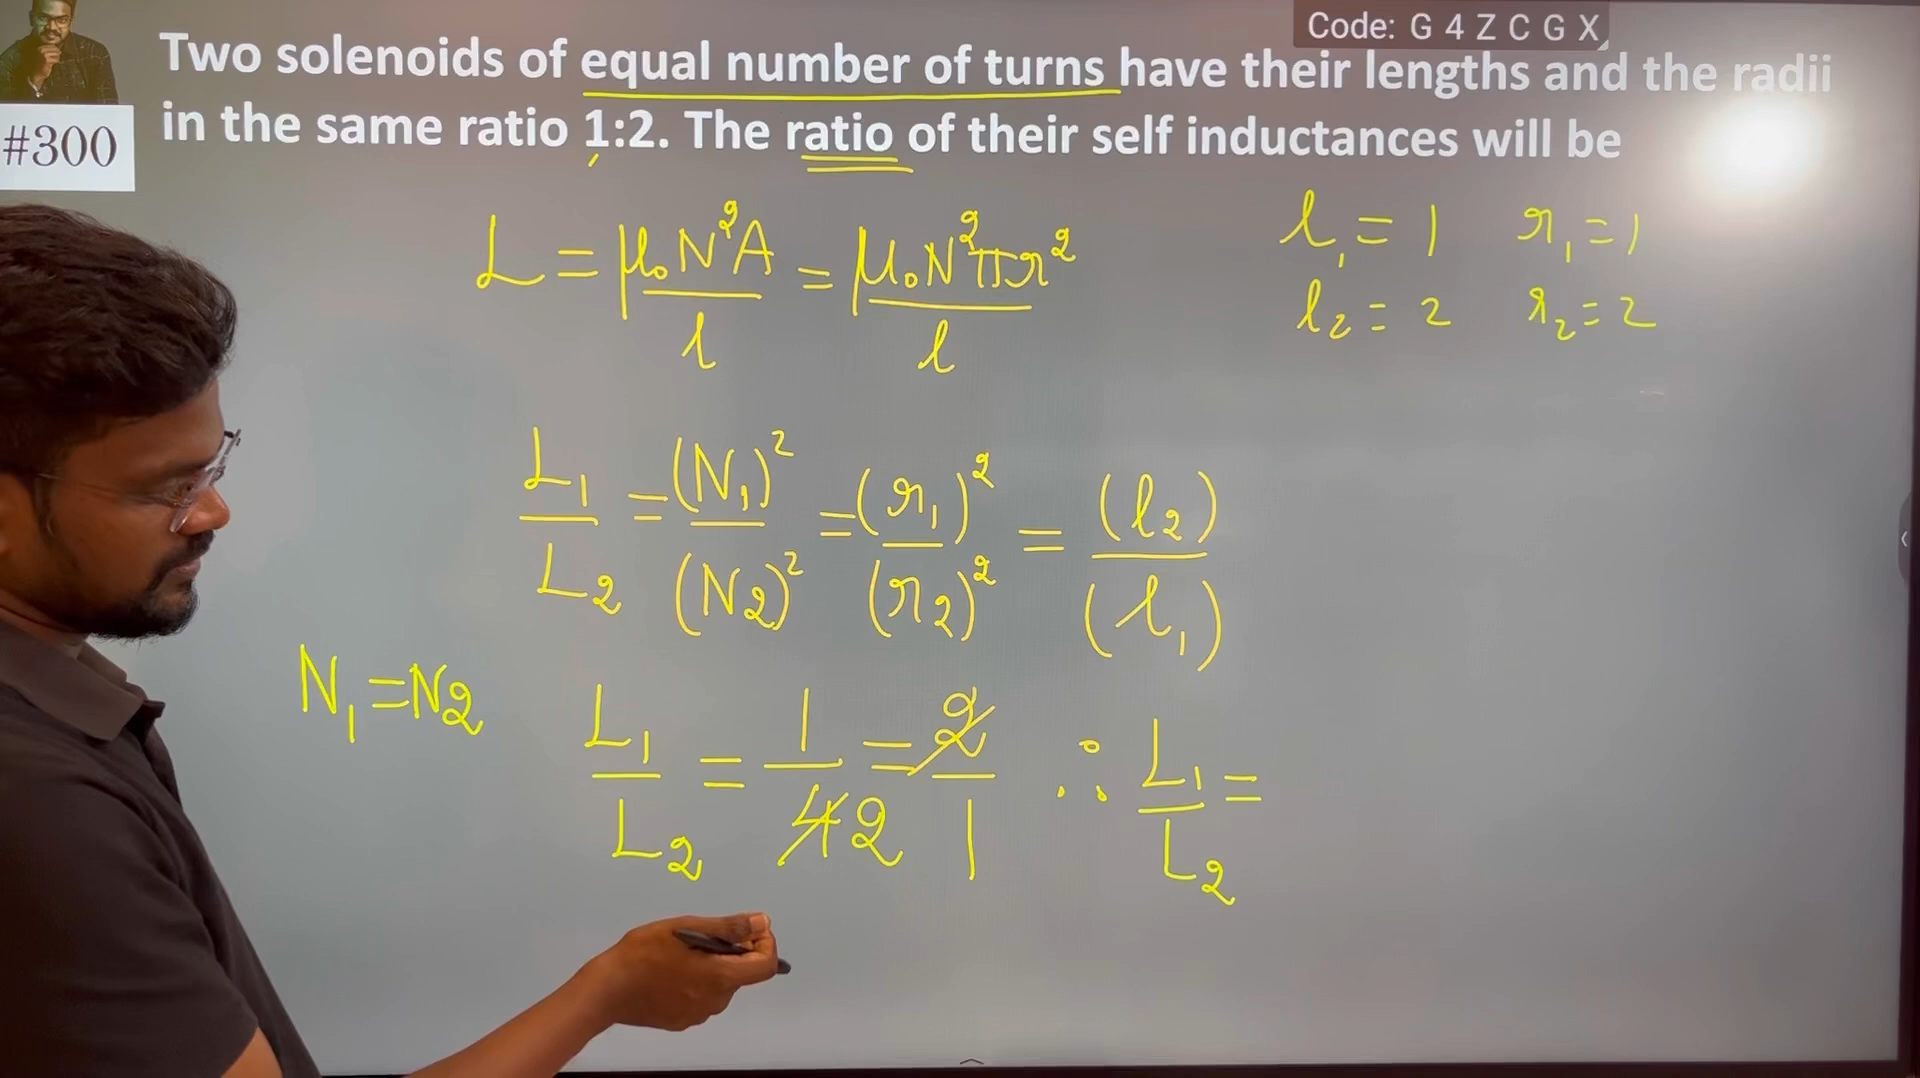 Code: G 4 Z C G X
Two solenoids of equal number of turns have their lengths and the radii
in the same ratio 1:2. The ratio of their self inductances will be
#300
L = μ₀N²A/l = μ₀N²πr²/l
l₁ = 1 r₁ = 1
l₂ = 2 r₂ = 2
L₁/L₂ = (N₁)²/(N₂)² = (r₁)²/(r₂)² = (l₂)/(l₁)
N₁ = N₂
L₁/L₂ = 1/4 2 = 2/1 ∴ L₁/L₂ =